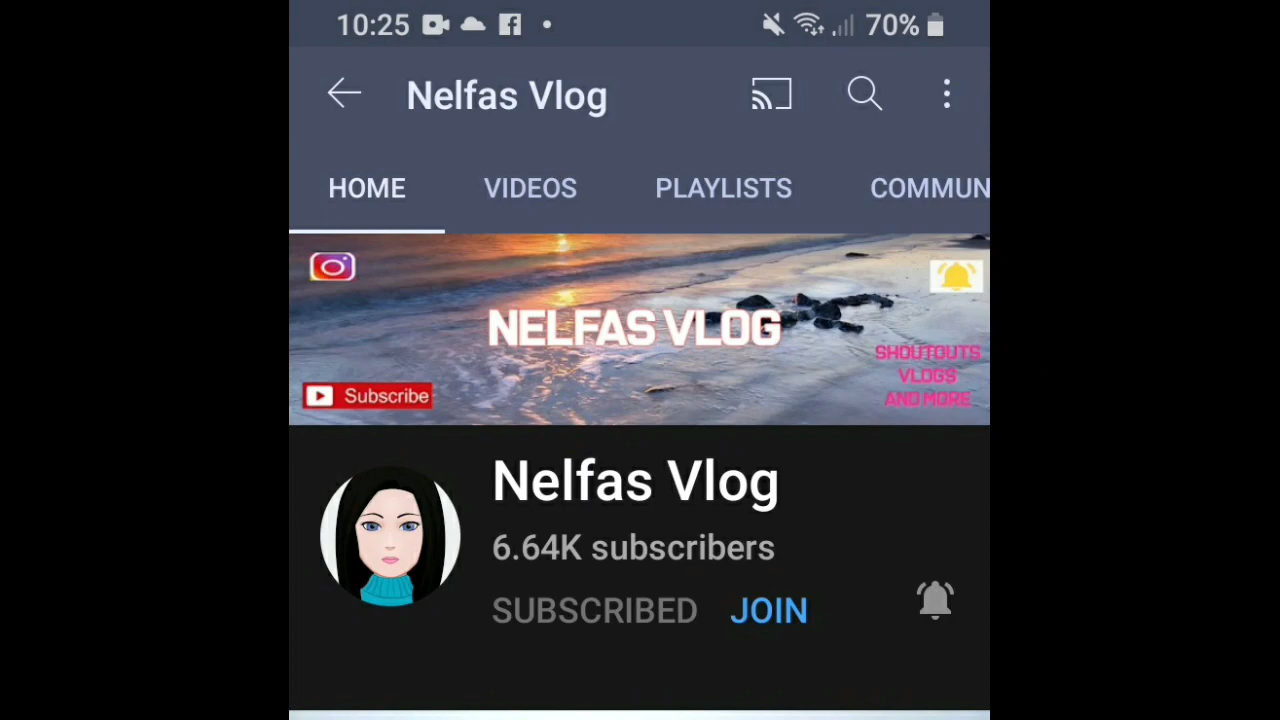 10:25 70%
Nelfas Vlog
HOME VIDEOS PLAYLISTS COMMUN
NELFAS VLOG
SHOUTOUTS
VLOGS
AND MORE
Subscribe
Nelfas Vlog
6.64K subscribers
SUBSCRIBED JOIN